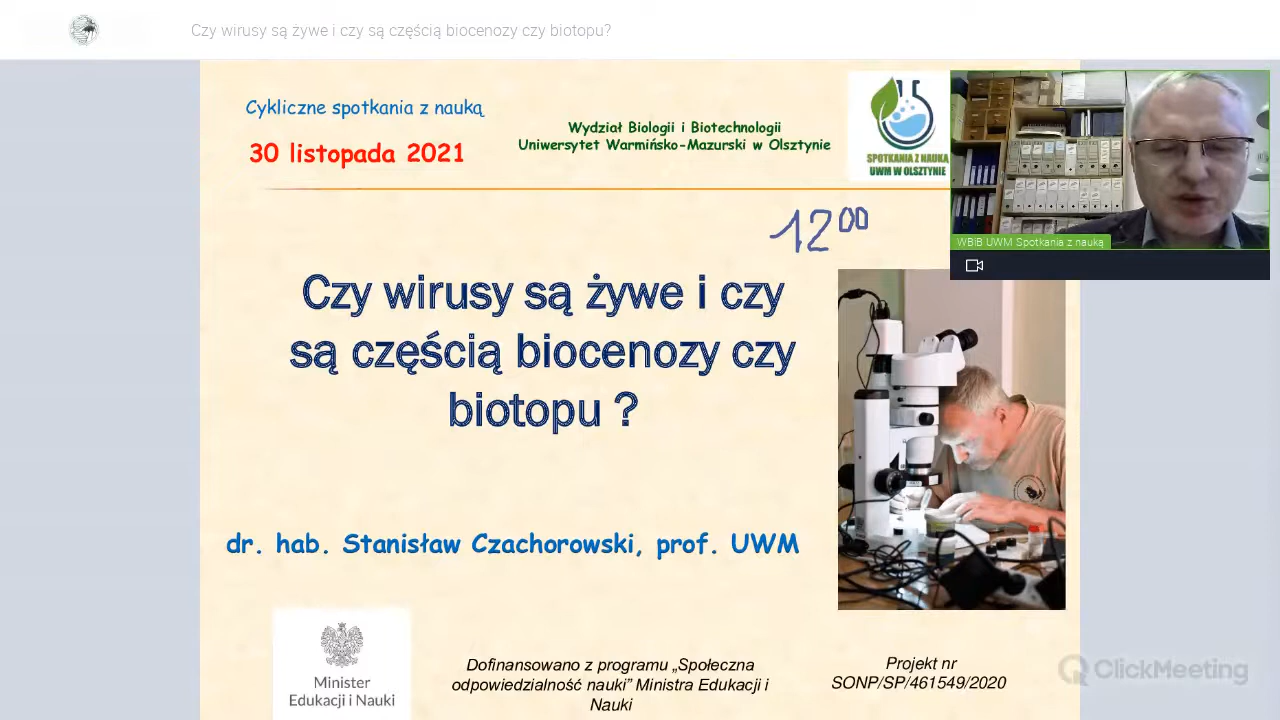 Czy wirusy są żywe i czy są częścią biocenozy czy biotopu?
Cykliczne spotkania z nauką
30 listopada 2021
Wydział Biologii i Biotechnologii
Uniwersytet Warmińsko-Mazurski w Olsztynie
SPOTKANIA Z NAUKĄ
UWM W OLSZTYNIE
WBiB UWM Spotkania z nauką
12 00
Czy wirusy są żywe i czy
są częścią biocenozy czy
biotopu ?
dr. hab. Stanisław Czachorowski, prof. UWM
Minister
Edukacji i Nauki
Dofinansowano z programu „Społeczna
odpowiedzialność nauki” Ministra Edukacji i
Nauki
Projekt nr
SONP/SP/461549/2020
ClickMeeting